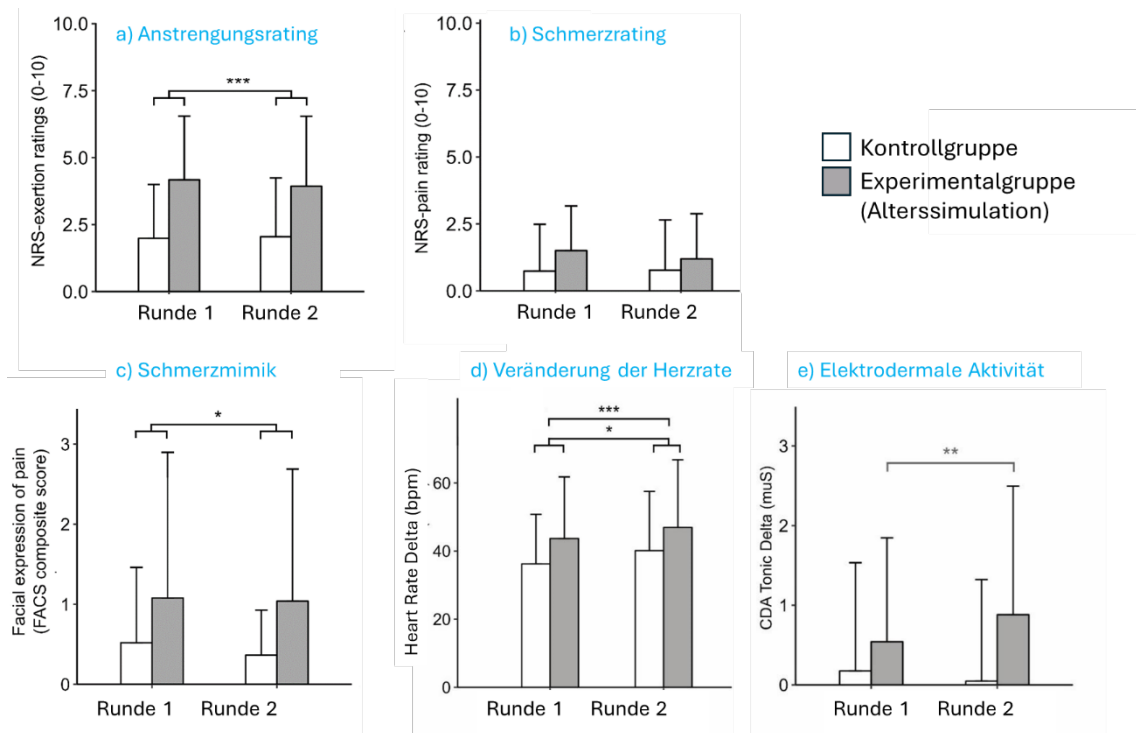 a) Anstrengungsrating
NRS-exertion ratings (0-10)
10.0
7.5
5.0
2.5
0.0
***
Runde 1 Runde 2
b) Schmerzrating
NRS-pain rating (0-10)
10.0
7.5
5.0
2.5
0.0
Runde 1 Runde 2
Kontrollgruppe
Experimentalgruppe
(Alterssimulation)
c) Schmerzmimik
Facial expression of pain
(FACS composite score)
3
2
1
0
*
Runde 1 Runde 2
d) Veränderung der Herzrate
Heart Rate Delta (bpm)
60
40
20
0
***
*
Runde 1 Runde 2
e) Elektrodermale Aktivität
CDA Tonic Delta (muS)
3
2
1
0
**
Runde 1 Runde 2